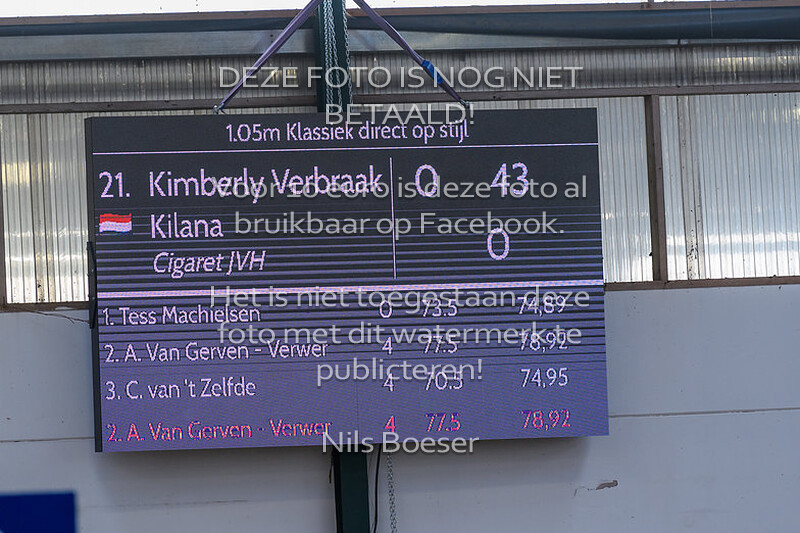 DEZE FOTO IS NOG NIET
BETAALD!
1.05m Klassiek direct op stijl
21. Kimberly Verbraak 0 43
Voor 10 euro is deze foto al
Kilana
bruikbaar op Facebook.
Cigaret JVH 0
Het is niet toegestaan deze
1. Tess Machielsen 0 73.5 74,89
foto met dit watermerk te
2. A. Van Gerven - Verwer 4 77.5 78,92
publiceren!
3. C. van 't Zelfde 4 70.5 74,95
2. A. Van Gerven - Verwer 4 77.5 78,92
Nils Boeser